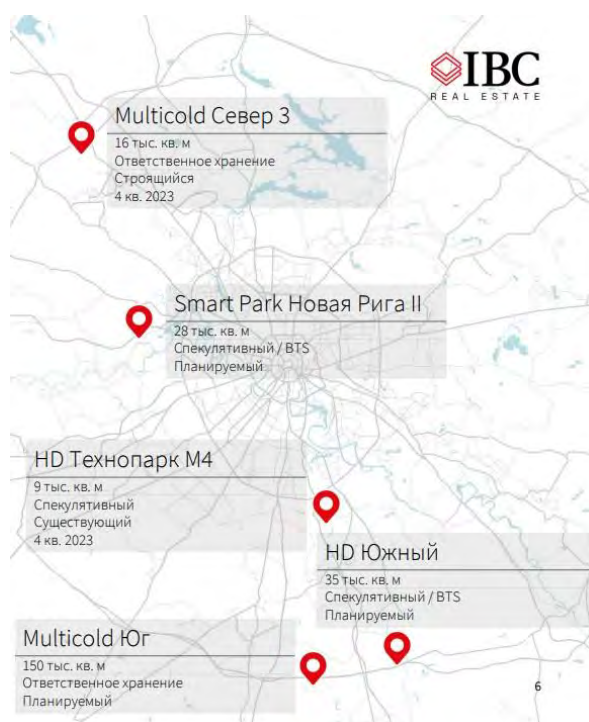 IBC
REAL ESTATE
Multicold Север 3
16 тыс. кв. м
Ответственное хранение
Строящийся
4 кв. 2023
Smart Park Новая Рига II
28 тыс. кв. м
Спекулятивный / BTS
Планируемый
HD Технопарк М4
9 тыс. кв. м
Спекулятивный
Существующий
4 кв. 2023
HD Южный
35 тыс. кв. м
Спекулятивный / BTS
Планируемый
Multicold Юг
150 тыс. кв. м
Ответственное хранение
Планируемый
6